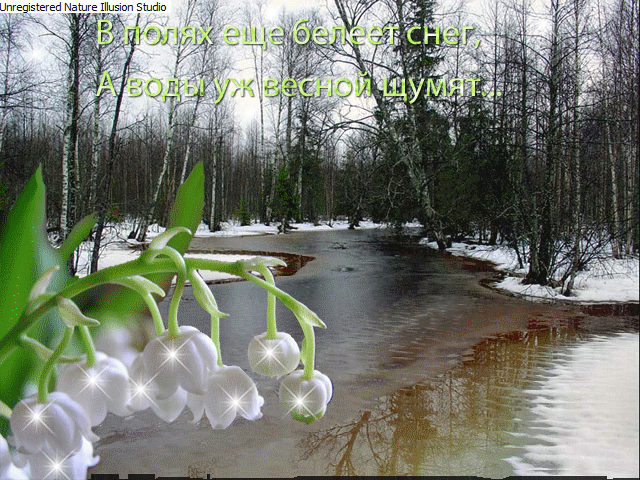 Unregistered Nature Illusion Studio
В полях еще белеет снег,
А воды уж весной шумят...